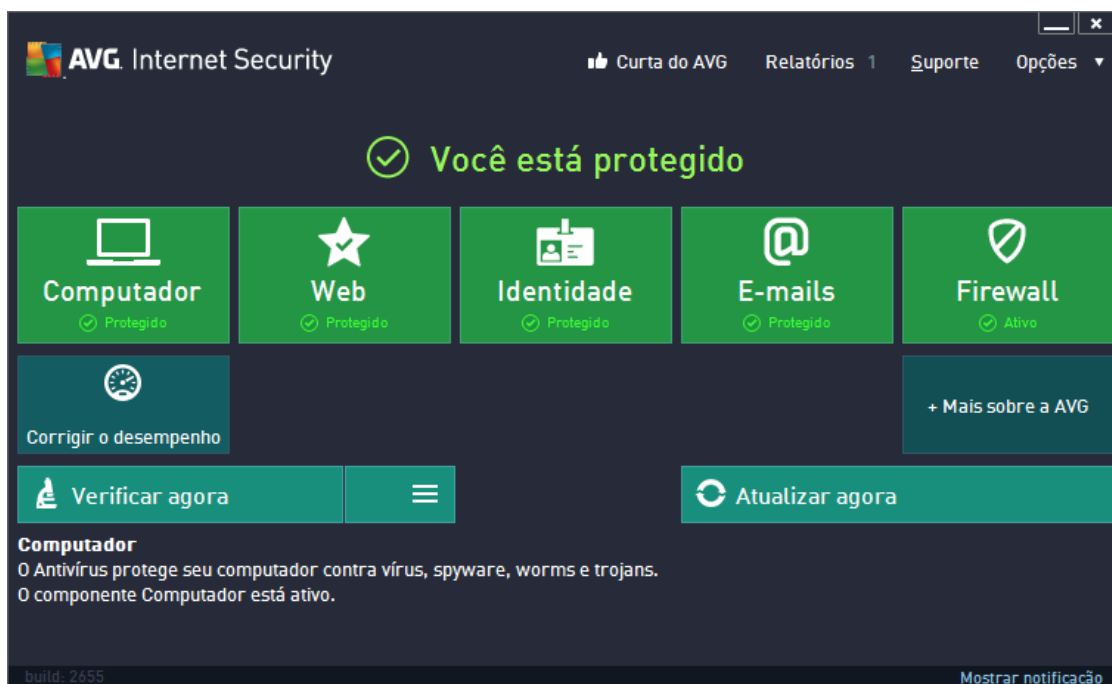 AVG. Internet Security
Curta do AVG Relatórios 1 Suporte Opções
Você está protegido
Computador
Protegido
Web
Protegido
Identidade
Protegido
E-mails
Protegido
Firewall
Ativo
Corrigir o desempenho
+ Mais sobre a AVG
Verificar agora
Atualizar agora
Computador
O Antivírus protege seu computador contra vírus, spyware, worms e trojans.
O componente Computador está ativo.
build: 2655
Mostrar notificação